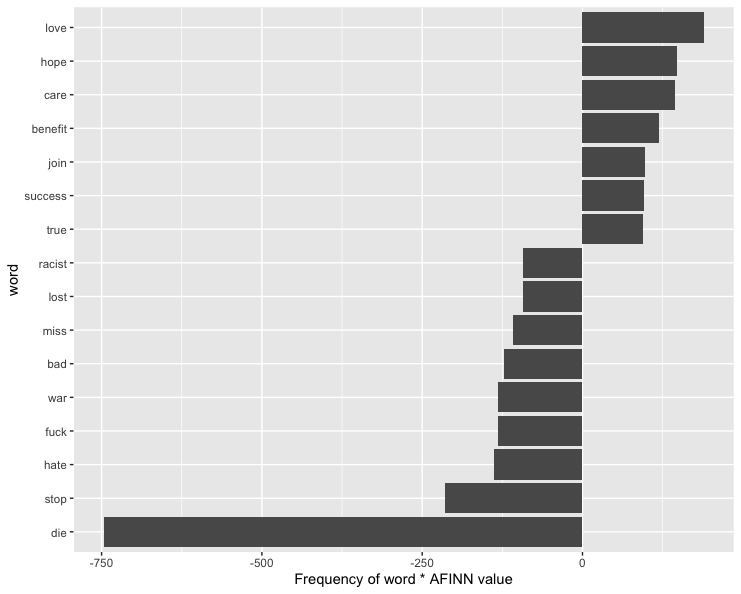 love
hope
care
benefit
join
success
true
racist
lost
miss
bad
war
fuck
hate
stop
die
word
-750
-500
-250
0
Frequency of word * AFINN value